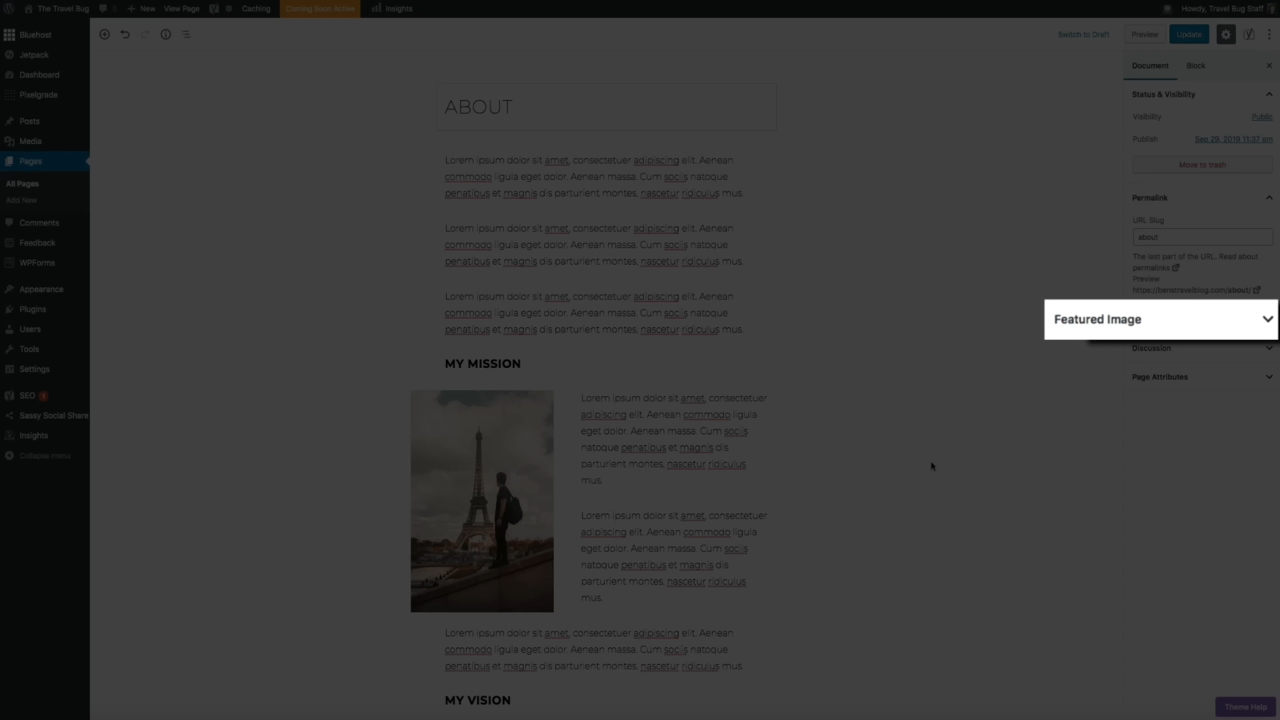 The Travel Bug
New
View Page
Caching
Coming Soon Active
Insights
Howdy, Travel Bug Staff
Bluehost
Jetpack
Dashboard
Pixelgrade
Posts
Media
Pages
All Pages
Add New
Comments
Feedback
WPForms
Appearance
Plugins
Users
Tools
Settings
SEO
Sassy Social Share
Insights
Collapse menu
Switch to Draft
Preview
Update
ABOUT
Lorem ipsum dolor sit amet, consectetuer adipiscing elit. Aenean
commodo ligula eget dolor. Aenean massa. Cum sociis natoque
penatibus et magnis dis parturient montes, nascetur ridiculus mus.
Lorem ipsum dolor sit amet, consectetuer adipiscing elit. Aenean
commodo ligula eget dolor. Aenean massa. Cum sociis natoque
penatibus et magnis dis parturient montes, nascetur ridiculus mus.
Lorem ipsum dolor sit amet, consectetuer adipiscing elit. Aenean
commodo ligula eget dolor. Aenean massa. Cum sociis natoque
penatibus et magnis dis parturient montes, nascetur ridiculus mus.
MY MISSION
Lorem ipsum dolor sit amet, consectetuer
adipiscing elit. Aenean commodo ligula
eget dolor. Aenean massa. Cum sociis
natoque penatibus et magnis dis
parturient montes, nascetur ridiculus
mus.
Lorem ipsum dolor sit amet, consectetuer
adipiscing elit. Aenean commodo ligula
eget dolor. Aenean massa. Cum sociis
natoque penatibus et magnis dis
parturient montes, nascetur ridiculus
mus.
Lorem ipsum dolor sit amet, consectetuer adipiscing elit. Aenean
commodo ligula eget dolor. Aenean massa. Cum sociis natoque
penatibus et magnis dis parturient montes, nascetur ridiculus mus.
MY VISION
Document
Block
Status & Visibility
Visibility
Public
Publish
Sep 29, 2019 11:37 pm
Move to trash
Permalink
URL Slug
about
The last part of the URL. Read about
permalinks
Preview
https://benstravelblog.com/about/
Featured Image
Discussion
Page Attributes
Theme Help